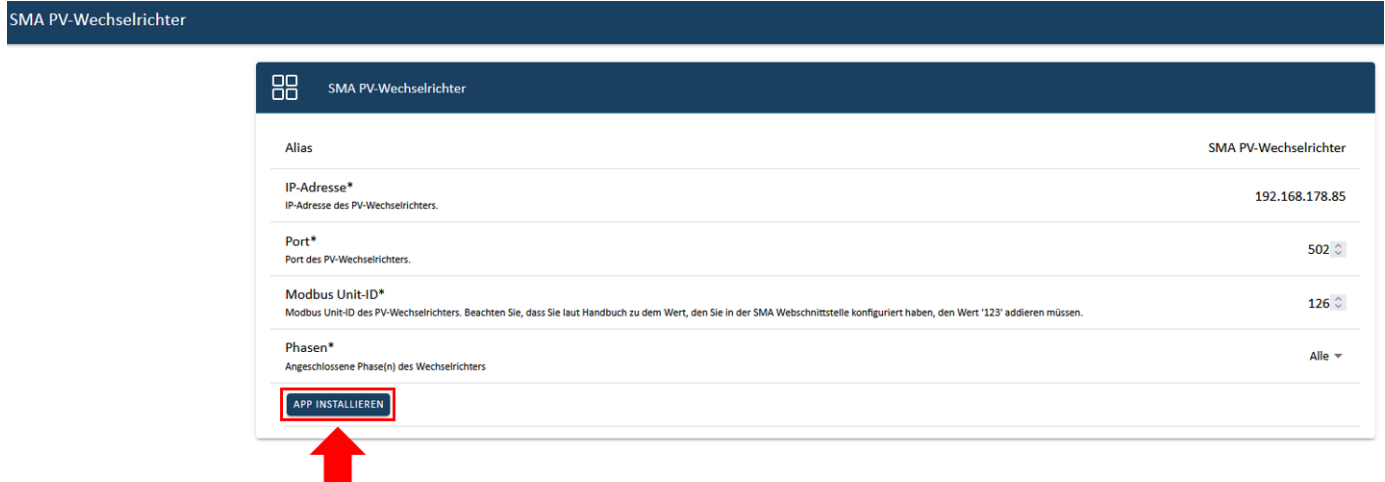 SMA PV-Wechselrichter
SMA PV-Wechselrichter
Alias SMA PV-Wechselrichter
IP-Adresse* 192.168.178.85
IP-Adresse des PV-Wechselrichters.
Port* 502
Port des PV-Wechselrichters.
Modbus Unit-ID* 126
Modbus Unit-ID des PV-Wechselrichters. Beachten Sie, dass Sie laut Handbuch zu dem Wert, den Sie in der SMA Webschnittstelle konfiguriert haben, den Wert '123' addieren müssen.
Phasen* Alle
Angeschlossene Phase(n) des Wechselrichters
APP INSTALLIEREN